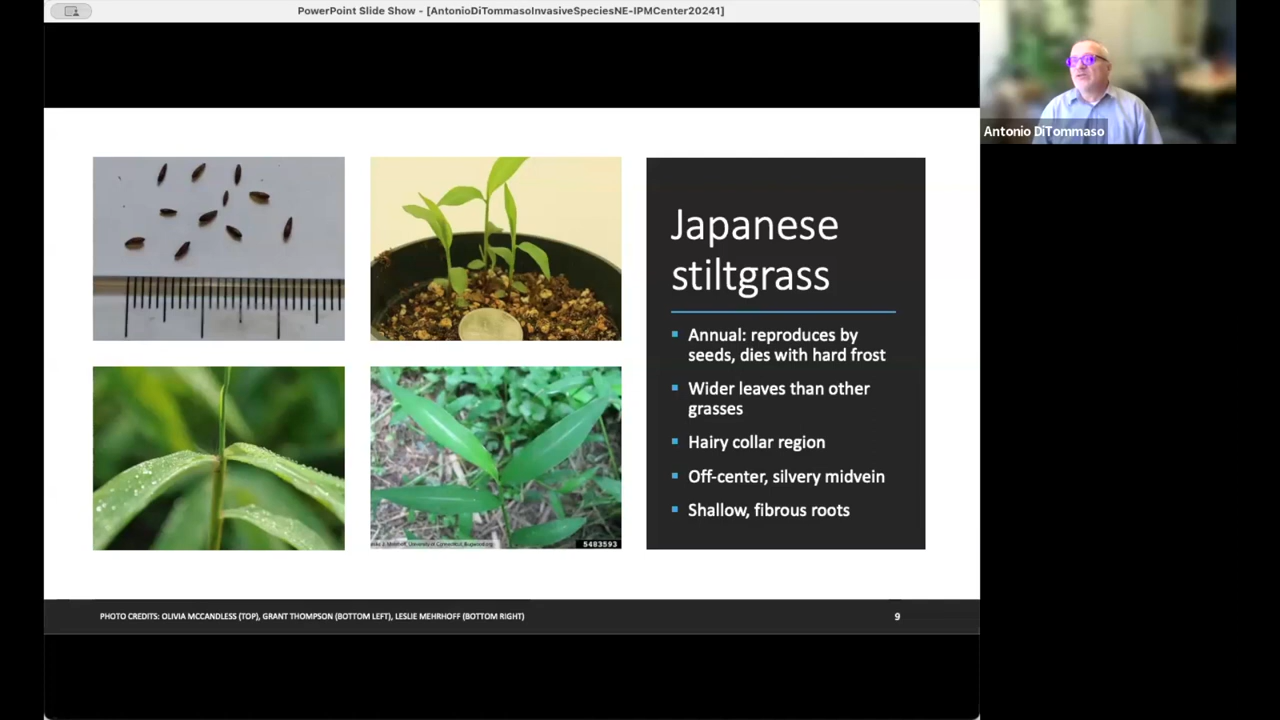 PowerPoint Slide Show - [AntonioDiTommasoInvasiveSpeciesNE-IPMCenter20241]
Antonio DiTommaso
Japanese
stiltgrass
Annual: reproduces by
seeds, dies with hard frost
Wider leaves than other
grasses
Hairy collar region
Off-center, silvery midvein
Shallow, fibrous roots
5483593
PHOTO CREDITS: OLIVIA MCCANDLESS (TOP), GRANT THOMPSON (BOTTOM LEFT), LESLIE MEHRHOFF (BOTTOM RIGHT)
9